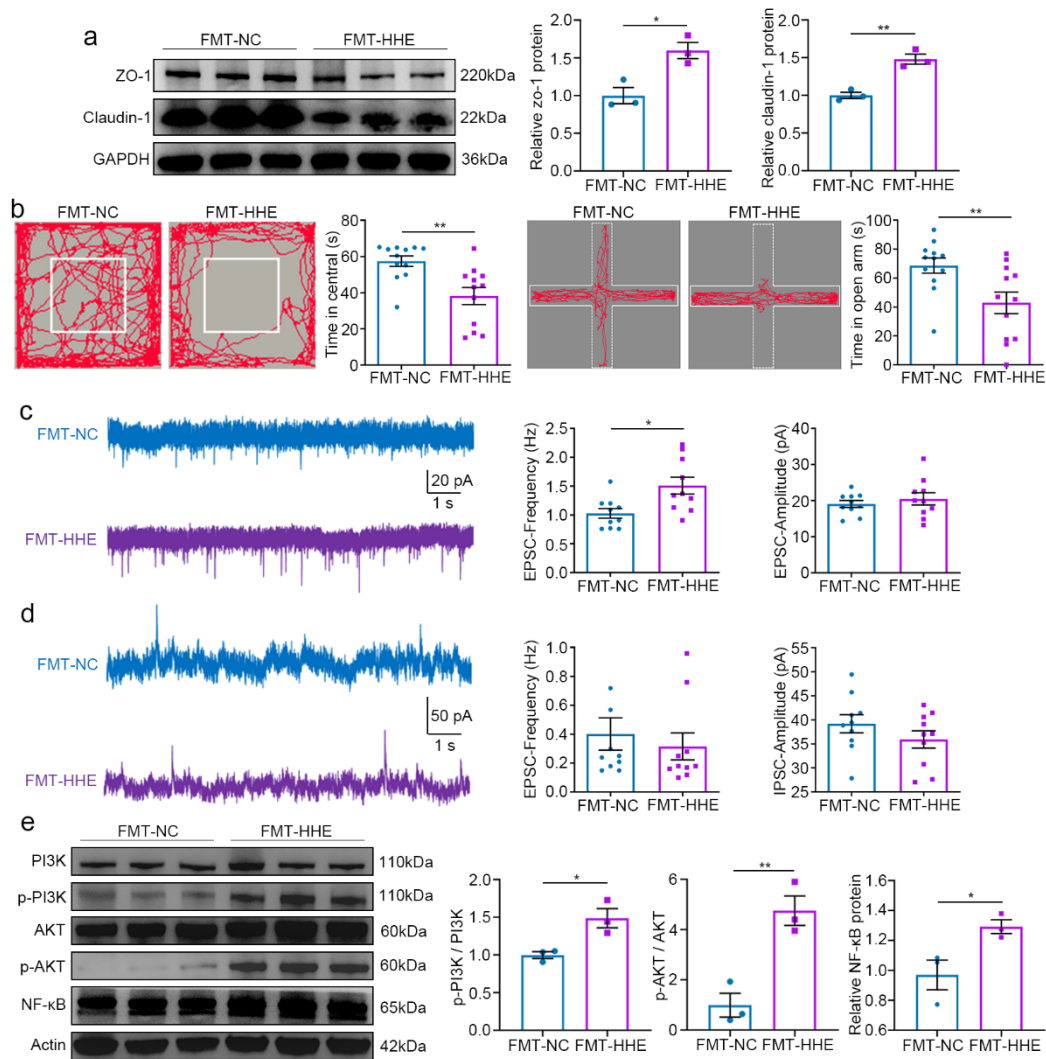 a
FMT-NC FMT-HHE
ZO-1 220kDa
Claudin-1 22kDa
GAPDH 36kDa
Relative zo-1 protein
2.0
1.5
1.0
0.5
0.0
*
FMT-NC
FMT-HHE
Relative claudin-1 protein
2.0
1.5
1.0
0.5
0.0
**
FMT-NC
FMT-HHE
b
FMT-NC FMT-HHE
Time in central (s)
80
60
40
20
0
**
FMT-NC
FMT-HHE
FMT-NC FMT-HHE
Time in open arm (s)
100
80
60
40
20
0
**
FMT-NC
FMT-HHE
c
FMT-NC
20 pA
1 s
FMT-HHE
EPSC-Frequency (Hz)
2.5
2.0
1.5
1.0
0.5
0.0
*
FMT-NC
FMT-HHE
EPSC-Amplitude (pA)
40
30
20
10
0
FMT-NC
FMT-HHE
d
FMT-NC
50 pA
1 s
FMT-HHE
EPSC-Frequency (Hz)
1.0
0.8
0.6
0.4
0.2
0.0
FMT-NC
FMT-HHE
IPSC-Amplitude (pA)
55
50
45
40
35
30
25
FMT-NC
FMT-HHE
e
FMT-NC FMT-HHE
PI3K 110kDa
p-PI3K 110kDa
AKT 60kDa
p-AKT 60kDa
NF-κB 65kDa
Actin 42kDa
p-PI3K / PI3K
2.0
1.5
1.0
0.5
0.0
*
FMT-NC
FMT-HHE
p-AKT / AKT
6
4
2
0
**
FMT-NC
FMT-HHE
Relative NF-κB protein
1.6
1.4
1.2
1.0
0.8
0.6
*
FMT-NC
FMT-HHE